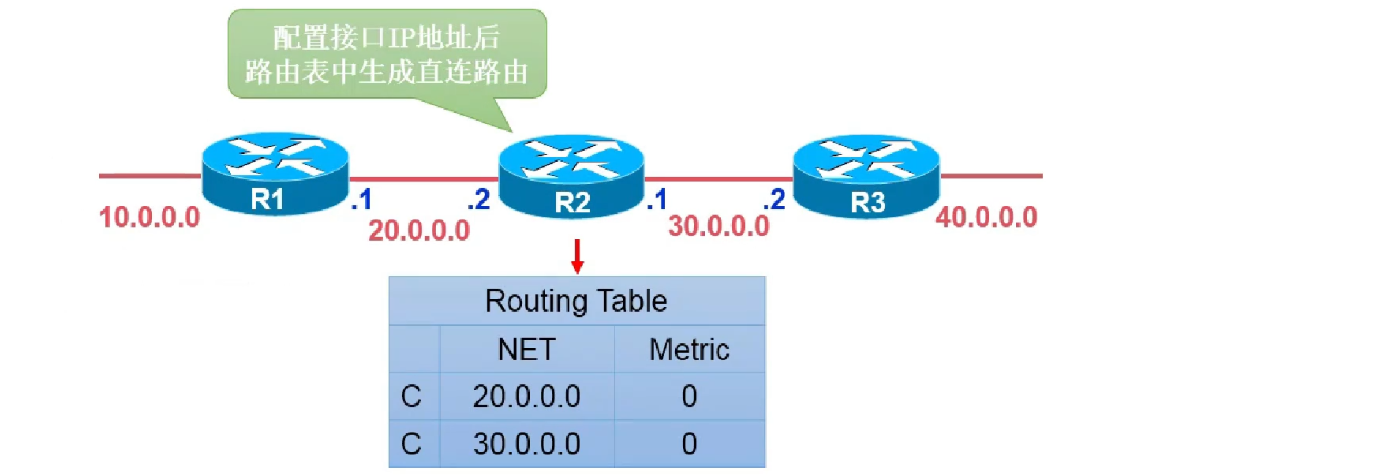 配置接口IP地址后
路由表中生成直连路由
R1
R2
R3
.1
.2
.1
.2
10.0.0.0
20.0.0.0
30.0.0.0
40.0.0.0
Routing Table
NET Metric
C 20.0.0.0 0
C 30.0.0.0 0